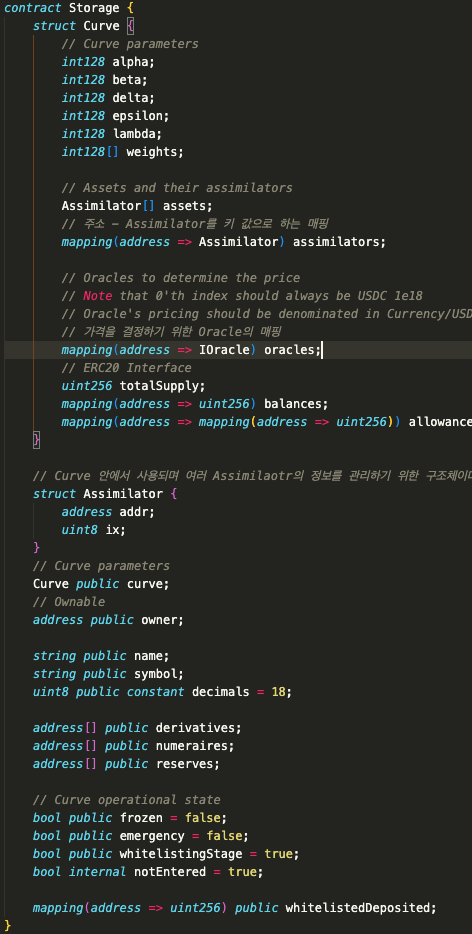 contract Storage {
struct Curve {
// Curve parameters
int128 alpha;
int128 beta;
int128 delta;
int128 epsilon;
int128 lambda;
int128[] weights;
// Assets and their assimilators
Assimilator[] assets;
// 주소 – Assimilator를 키 값으로 하는 매핑
mapping(address => Assimilator) assimilators;
// Oracles to determine the price
// Note that 0'th index should always be USDC 1e18
// Oracle's pricing should be denominated in Currency/USD
// 가격을 결정하기 위한 Oracle의 매핑
mapping(address => IOracle) oracles;
// ERC20 Interface
uint256 totalSupply;
mapping(address => uint256) balances;
mapping(address => mapping(address => uint256)) allowance
}
// Curve 안에서 사용되며 여러 Assimilaotr의 정보를 관리하기 위한 구조체이다
struct Assimilator {
address addr;
uint8 ix;
}
// Curve parameters
Curve public curve;
// Ownable
address public owner;
string public name;
string public symbol;
uint8 public constant decimals = 18;
address[] public derivatives;
address[] public numeraires;
address[] public reserves;
// Curve operational state
bool public frozen = false;
bool public emergency = false;
bool public whitelistingStage = true;
bool internal notEntered = true;
mapping(address => uint256) public whitelistedDeposited;
}